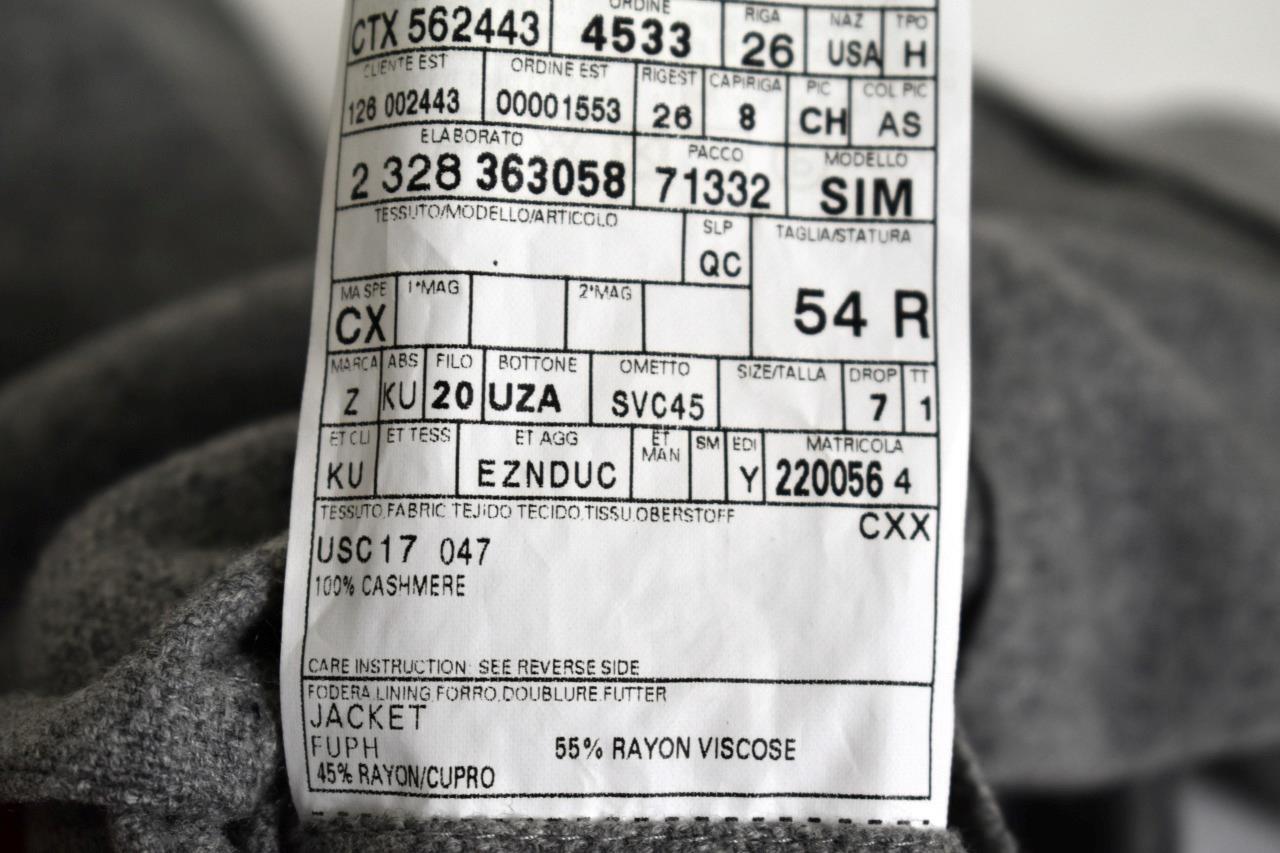 ORDINE RIGA NAZ TPO
CTX 562443 4533 26 USA H
CLIENTE EST ORDINE EST RIGEST CAPIRIGA PIC COL PIC
126 002443 00001553 26 8 CH AS
ELABORATO PACCO MODELLO
2 328 363058 71332 SIM
TESSUTO/MODELLO/ARTICOLO SLP TAGLIA/STATURA
QC
54 R
MA SPE 1°MAG 2°MAG
CX
MARCA ABS FILO BOTTONE OMETTO SIZE/TALLA DROP TT
Z KU 20 UZA SVC45 7 1
ET CLI ET TESS ET AGG ET MAN SM EDI MATRICOLA
KU EZNDUC Y 220056 4
TESSUTO,FABRIC TEJIDO TECIDO,TISSU,OBERSTOFF CXX
USC17 047
100% CASHMERE
CARE INSTRUCTION: SEE REVERSE SIDE
FODERA,LINING,FORRO,DOUBLURE,FUTTER
JACKET
FUPH 55% RAYON VISCOSE
45% RAYON/CUPRO